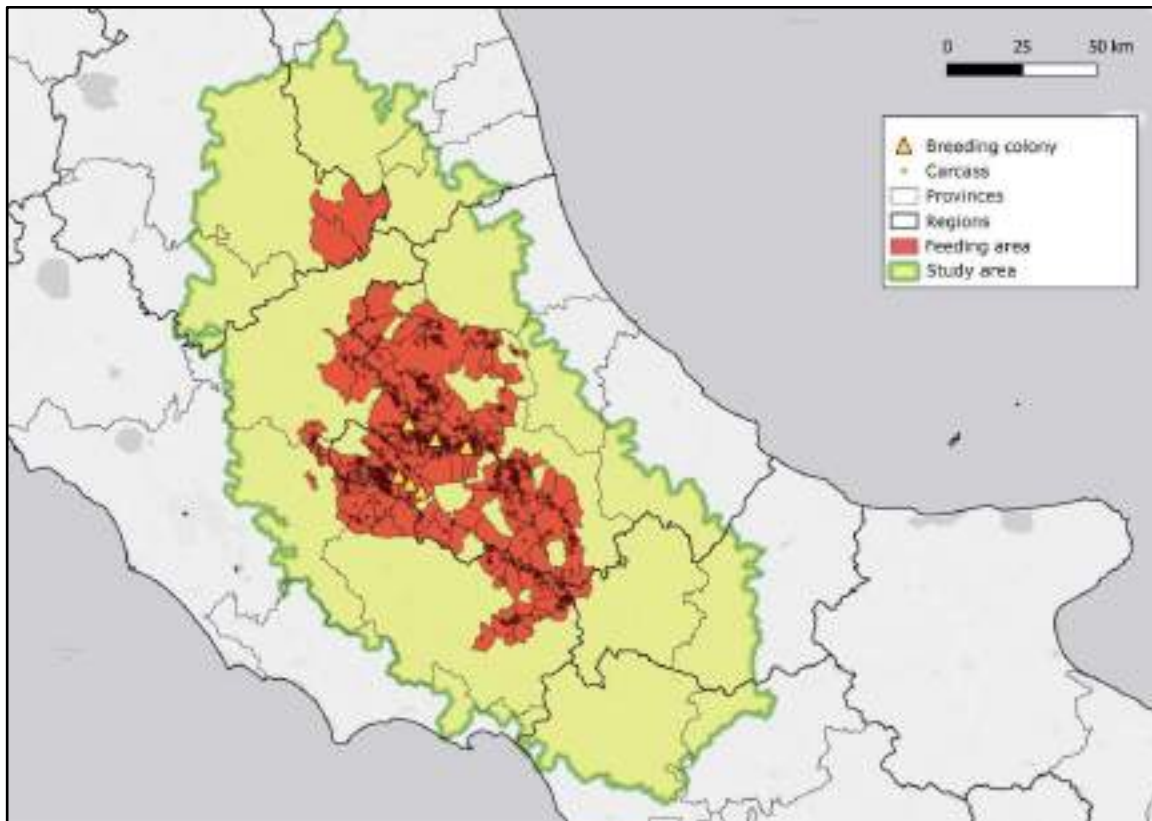 0 25 50 km
Breeding colony
Carcass
Provinces
Regions
Feeding area
Study area